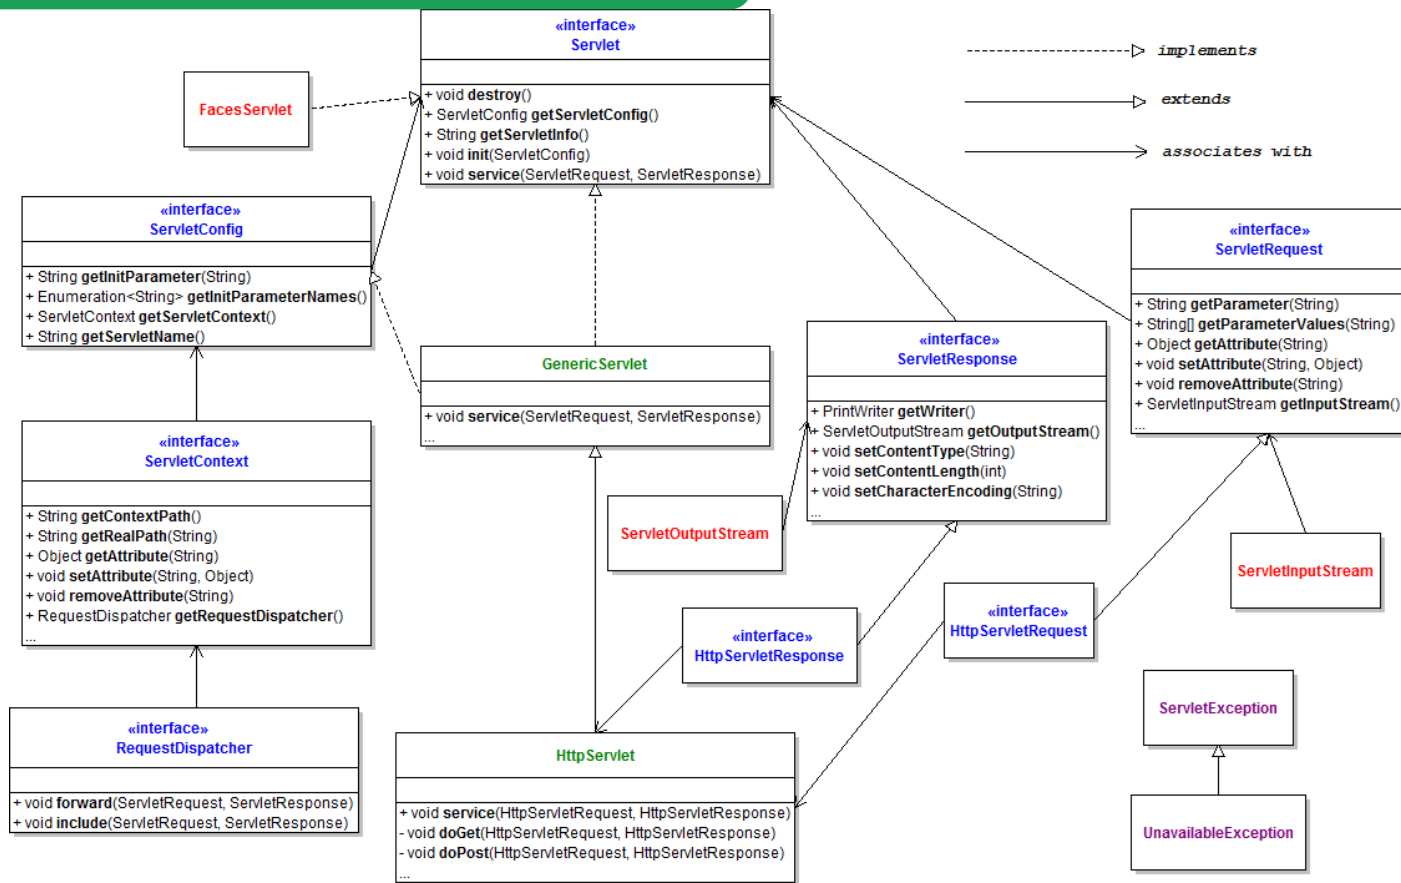 «interface»
Servlet
+ void destroy()
+ ServletConfig getServletConfig()
+ String getServletInfo()
+ void init(ServletConfig)
+ void service(ServletRequest, ServletResponse)
implements
extends
associates with
FacesServlet
«interface»
ServletConfig
+ String getInitParameter(String)
+ Enumeration<String> getInitParameterNames()
+ ServletContext getServletContext()
+ String getServletName()
«interface»
ServletRequest
+ String getParameter(String)
+ String[] getParameterValues(String)
+ Object getAttribute(String)
+ void setAttribute(String, Object)
+ void removeAttribute(String)
+ ServletInputStream getInputStream()
...
GenericServlet
+ void service(ServletRequest, ServletResponse)
...
«interface»
ServletResponse
+ PrintWriter getWriter()
+ ServletOutputStream getOutputStream()
+ void setContentType(String)
+ void setContentLength(int)
+ void setCharacterEncoding(String)
...
«interface»
ServletContext
+ String getContextPath()
+ String getRealPath(String)
+ Object getAttribute(String)
+ void setAttribute(String, Object)
+ void removeAttribute(String)
+ RequestDispatcher getRequestDispatcher()
...
ServletOutputStream
ServletInputStream
«interface»
HttpServletResponse
«interface»
HttpServletRequest
«interface»
RequestDispatcher
+ void forward(ServletRequest, ServletResponse)
+ void include(ServletRequest, ServletResponse)
HttpServlet
+ void service(HttpServletRequest, HttpServletResponse)
- void doGet(HttpServletRequest, HttpServletResponse)
- void doPost(HttpServletRequest, HttpServletResponse)
...
ServletException
UnavailableException